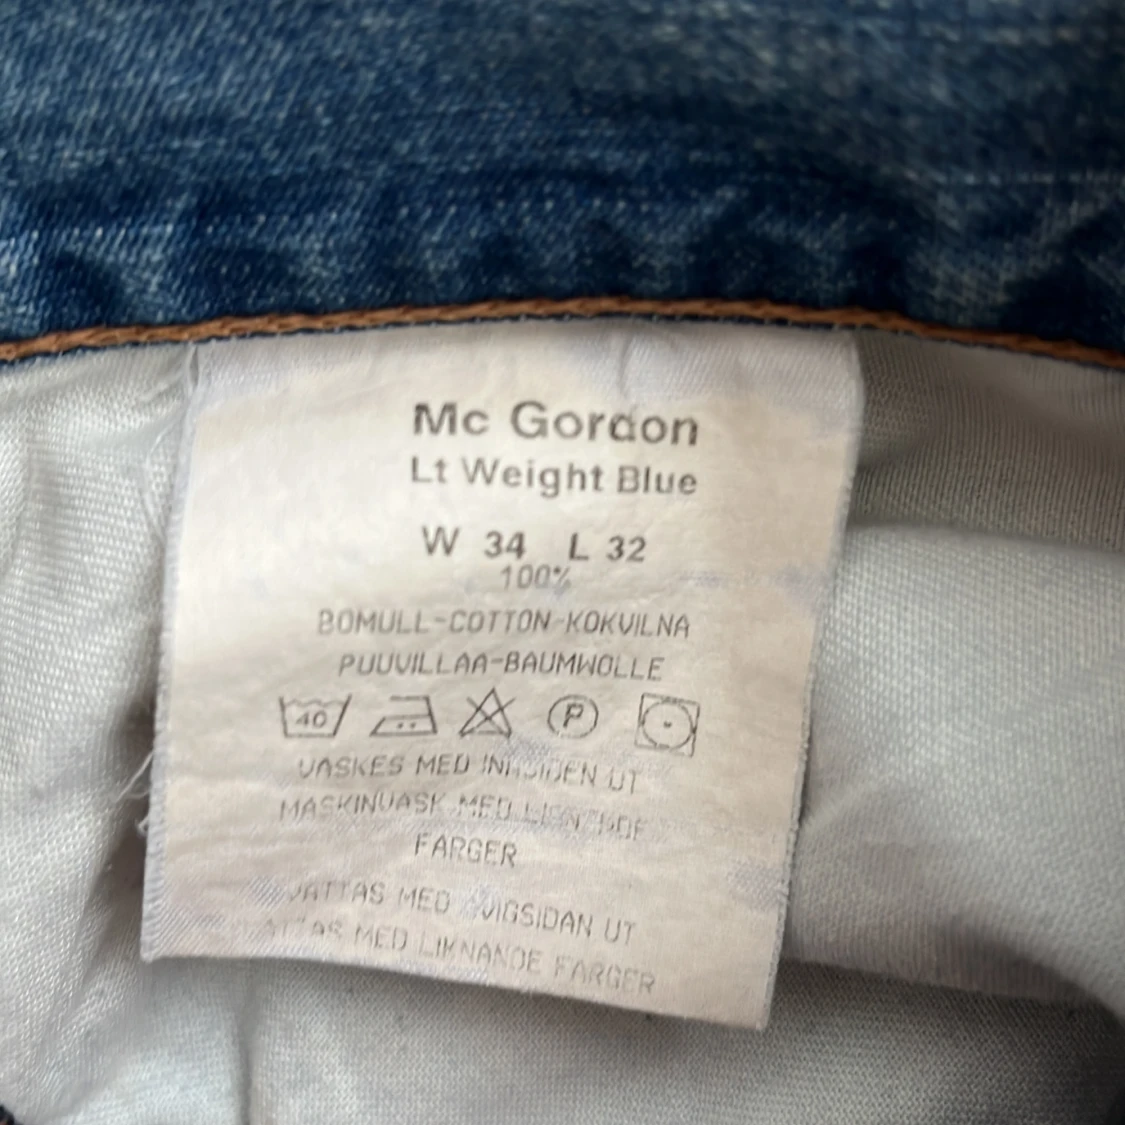 Mc Gordon
Lt Weight Blue
W 34 L 32
100%
BOMULL-COTTON-KOKVILNA
PUUVILLAA-BAUMWOLLE
40
P
VASKES MED INNSIDEN UT
MASKINVASK MED
FARGER
MED AVIGSIDAN UT
MED LIKNANDE FARGER